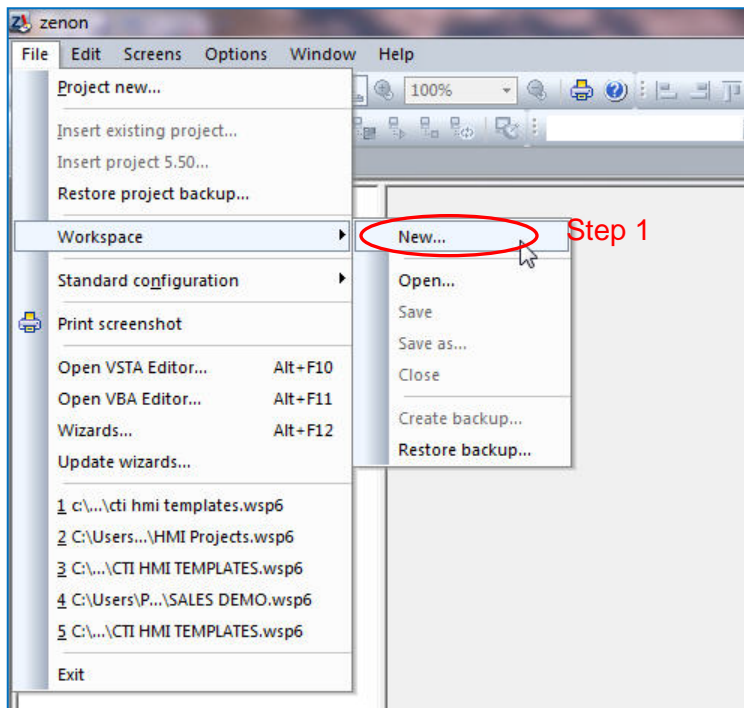 zenon
File Edit Screens Options Window Help
100%
Project new...
Insert existing project...
Insert project 5.50...
Restore project backup...
Workspace
New...
Step 1
Open...
Save
Save as...
Close
Create backup...
Restore backup...
Standard configuration
Print screenshot
Open VSTA Editor... Alt+F10
Open VBA Editor... Alt+F11
Wizards... Alt+F12
Update wizards...
1 c:\...\cti hmi templates.wsp6
2 C:\Users...\HMI Projects.wsp6
3 C:\...\CTI HMI TEMPLATES.wsp6
4 C:\Users\P...\SALES DEMO.wsp6
5 C:\...\CTI HMI TEMPLATES.wsp6
Exit